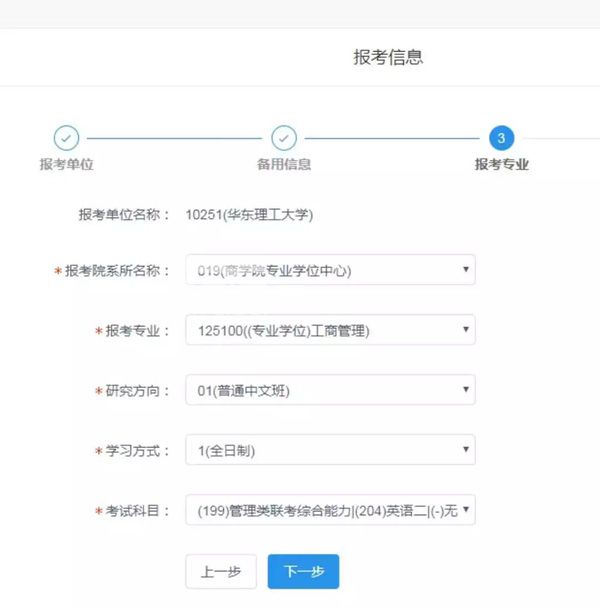 报考信息
3
报考单位 备用信息 报考专业
报考单位名称： 10251(华东理工大学)
*报考院系所名称： 019(商学院专业学位中心)
*报考专业： 125100((专业学位)工商管理)
*研究方向： 01(普通中文班)
*学习方式： 1(全日制)
*考试科目： (199)管理类联考综合能力|(204)英语二|(-)无
上一步 下一步